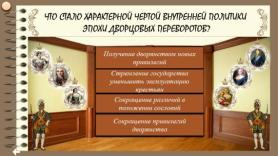 ЧТО СТАЛО ХАРАКТЕРНОЙ ЧЕРТОЙ ВНУТРЕННЕЙ ПОЛИТИКИ
ЭПОХИ ДВОРЦОВЫХ ПЕРЕВОРОТОВ?
Получение дворянством новых
привилегий
Стремление государства
уменьшить эксплуатацию
крестьян
Сокращение различий в
положении сословий
Сокращение привилегий
дворянства